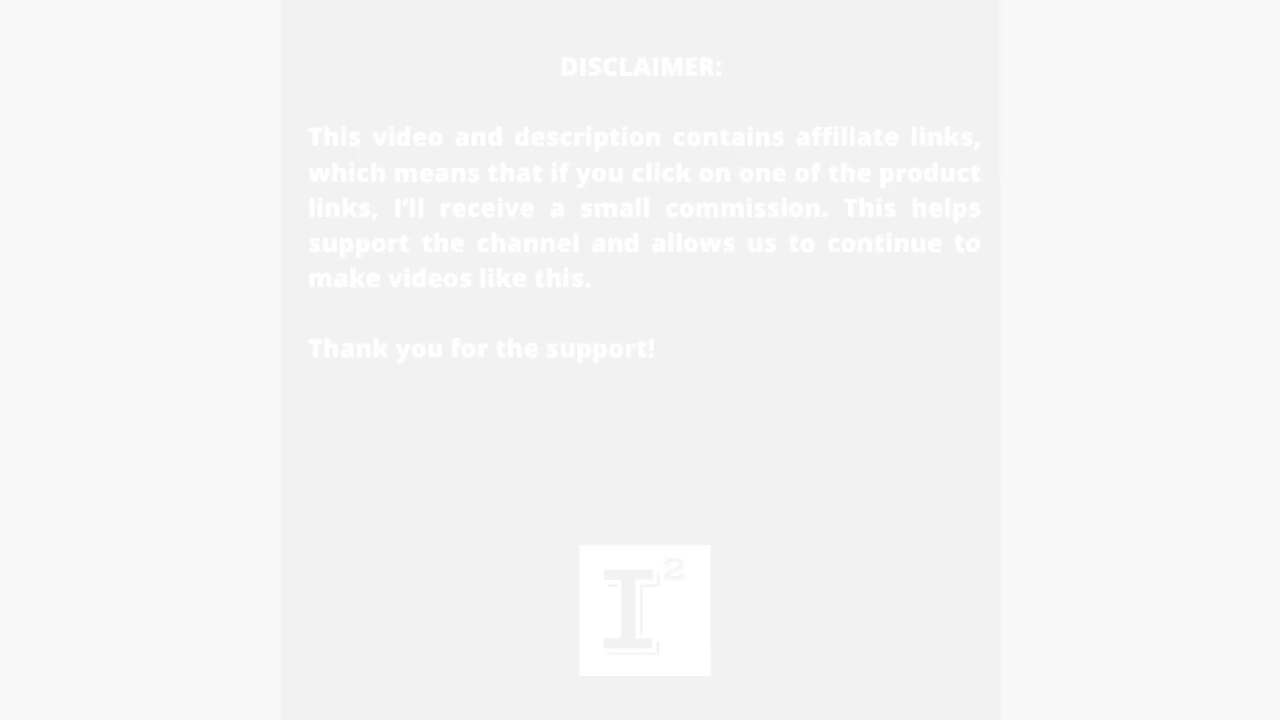 DISCLAIMER:
This video and description contains affillate links,
which means that if you click on one of the product
links, I'll receive a small commission. This helps
support the channel and allows us to continue to
make videos like this.
Thank you for the support!
I²